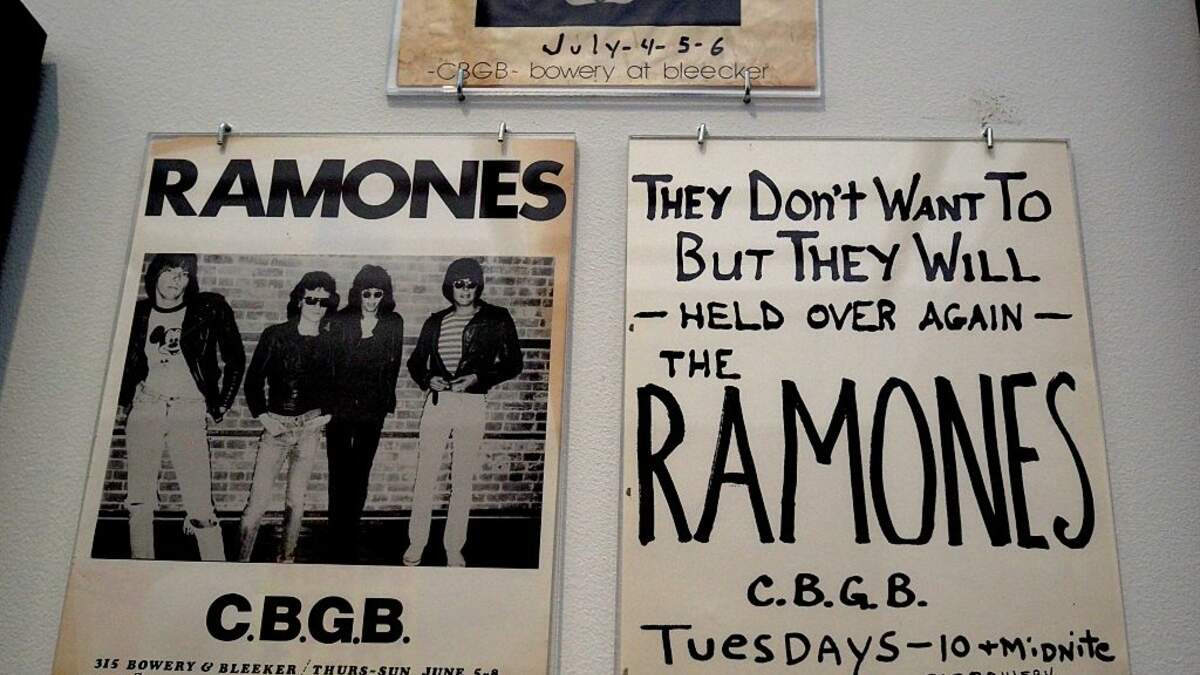 July-4-5-6
-CBGB- bowery at bleecker
RAMONES
C.B.G.B.
315 BOWERY & BLEEKER / THURS-SUN JUNE 5-8
THEY DON'T WANT TO
BUT THEY WILL
- HELD OVER AGAIN -
THE
RAMONES
C.B.G.B.
TUESDAYS - 10 + MiDNiTE